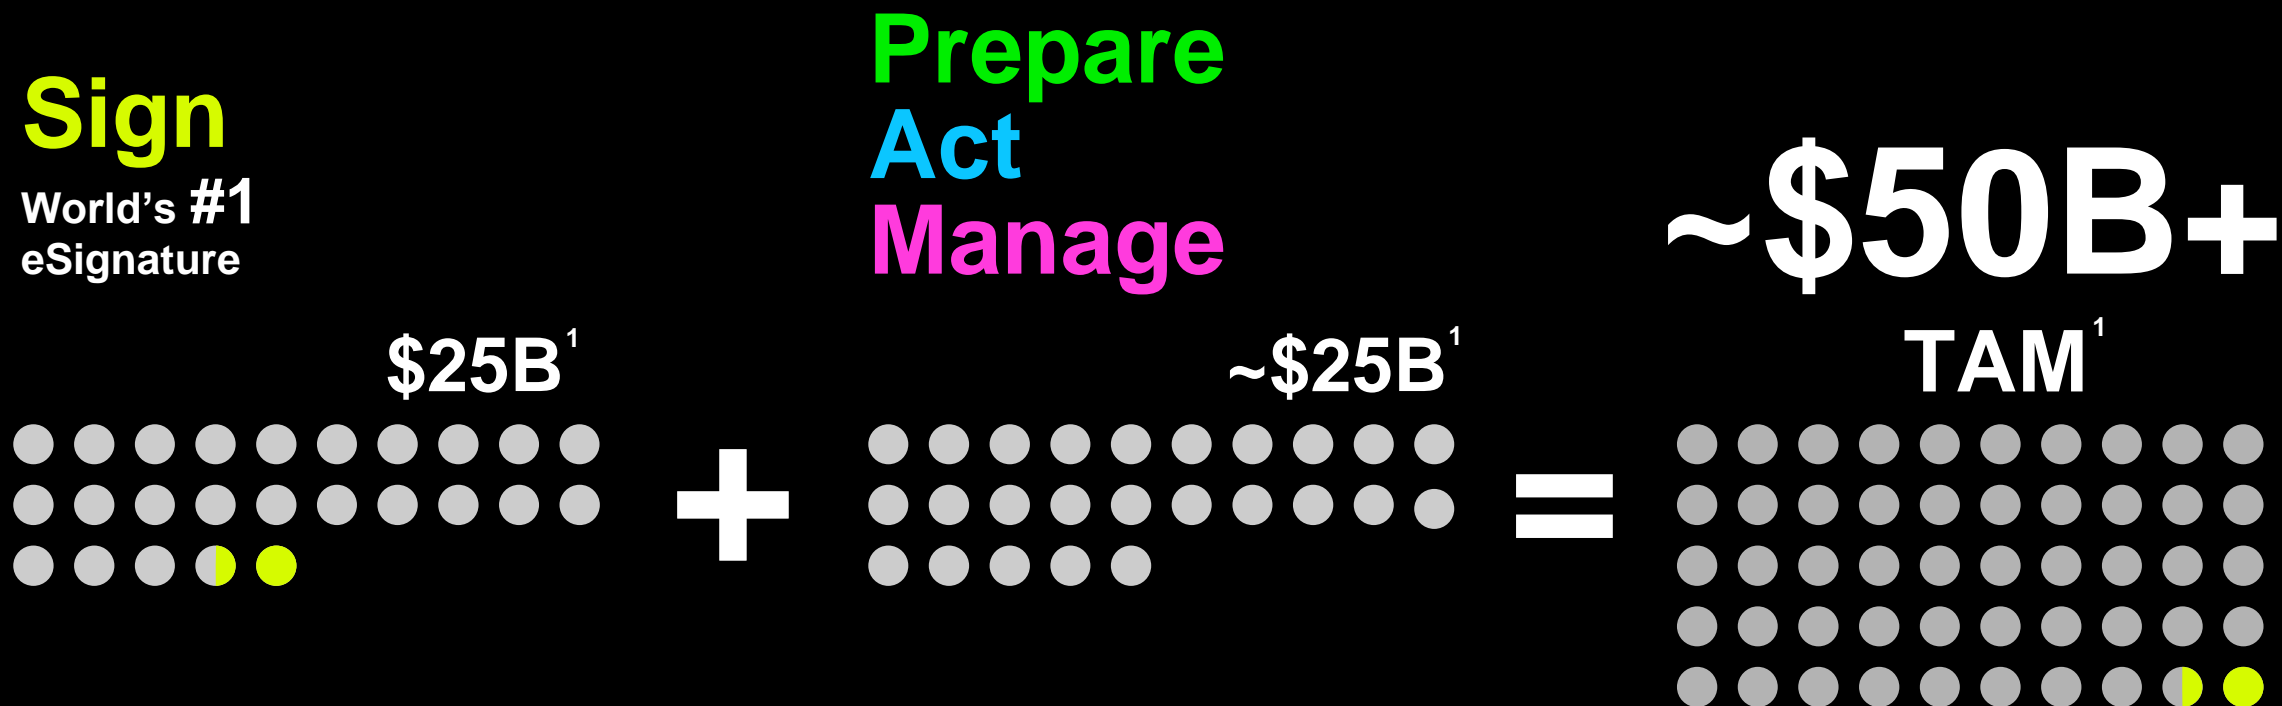 Sign
World’s #1
eSignature
$25B¹
+
Prepare
Act
Manage
~$25B¹
=
~$50B+
TAM¹